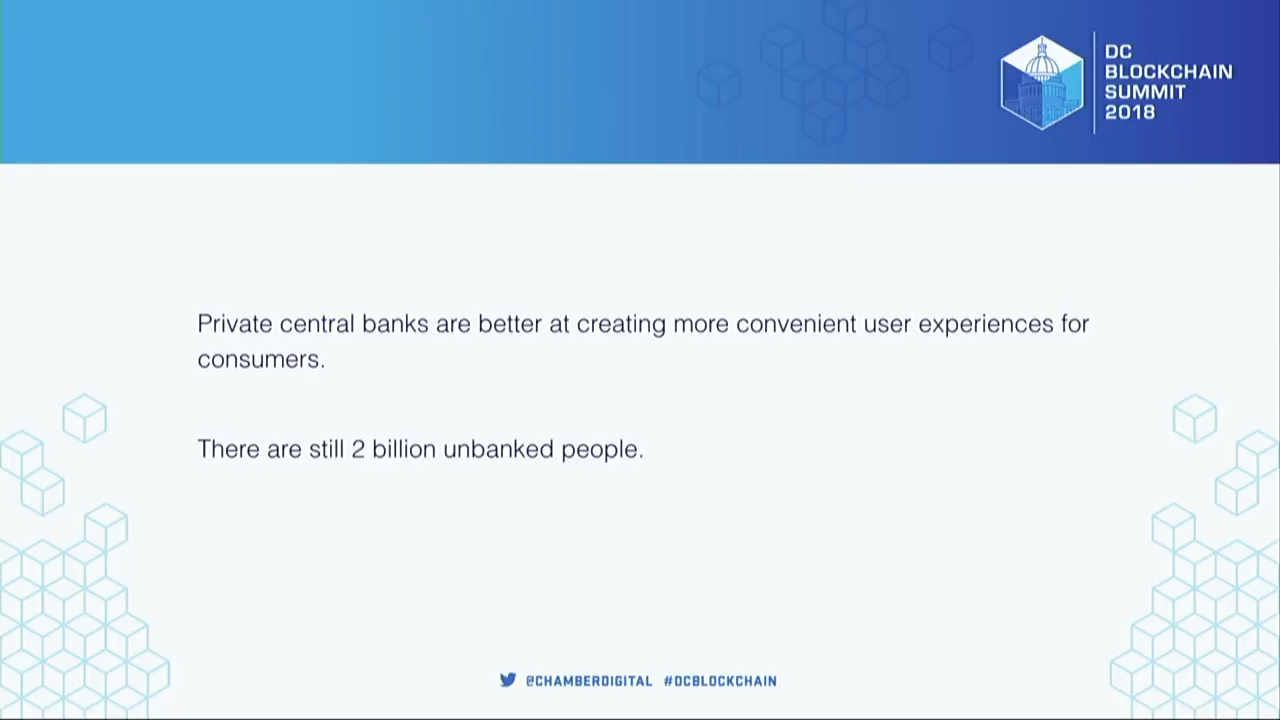 DC
BLOCKCHAIN
SUMMIT
2018
Private central banks are better at creating more convenient user experiences for
consumers.
There are still 2 billion unbanked people.
@CHAMBERDIGITAL #DCBLOCKCHAIN